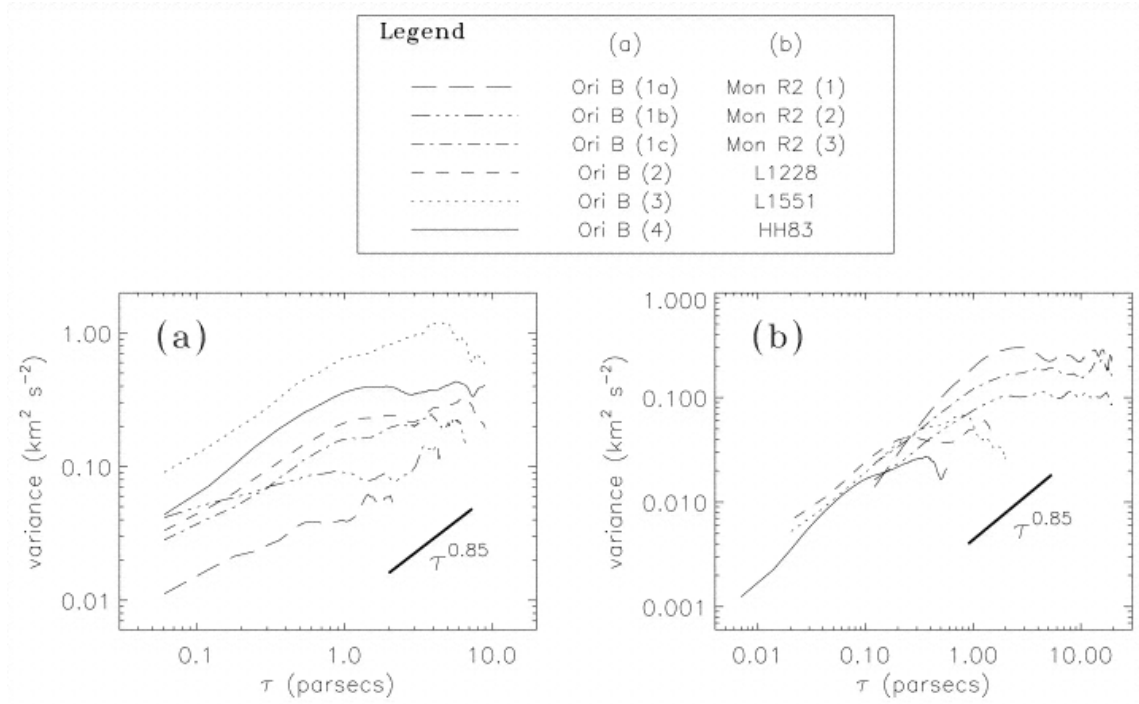 Legend
(a) (b)
Ori B (1a) Mon R2 (1)
Ori B (1b) Mon R2 (2)
Ori B (1c) Mon R2 (3)
Ori B (2) L1228
Ori B (3) L1551
Ori B (4) HH83
(a)
variance (km² s⁻²)
1.00
0.10
0.01
τ^0.85
0.1 1.0 10.0
τ (parsecs)
(b)
variance (km² s⁻²)
1.000
0.100
0.010
0.001
τ^0.85
0.01 0.10 1.00 10.00
τ (parsecs)